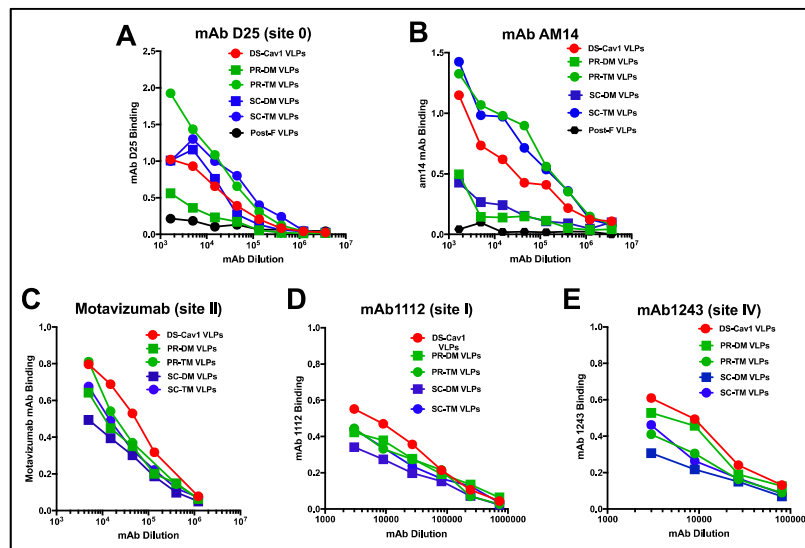 A
mAb D25 (site 0)
DS-Cav1 VLPs
PR-DM VLPs
PR-TM VLPs
SC-DM VLPs
SC-TM VLPs
Post-F VLPs
mAb D25 Binding
2.5
2.0
1.5
1.0
0.5
0.0
10³ 10⁴ 10⁵ 10⁶ 10⁷
mAb Dilution
B
mAb AM14
DS-Cav1 VLPs
PR-DM VLPs
PR-TM VLPs
SC-DM VLPs
SC-TM VLPs
Post-F VLPs
am14 mAb Binding
1.5
1.0
0.5
0.0
10³ 10⁴ 10⁵ 10⁶ 10⁷
mAb Dilution
C
Motavizumab (site II)
DS-Cav1 VLPs
PR-DM VLPs
PR-TM VLPs
SC-DM VLPs
SC-TM VLPs
Motavizumab mAb Binding
1.0
0.8
0.6
0.4
0.2
0.0
10³ 10⁴ 10⁵ 10⁶ 10⁷
mAb Dilution
D
mAb1112 (site I)
DS-Cav1
VLPs
PR-DM VLPs
PR-TM VLPs
SC-DM VLPs
SC-TM VLPs
mAb 1112 Binding
1.0
0.8
0.6
0.4
0.2
0.0
1000 10000 100000 1000000
mAb Dilution
E
mAb1243 (site IV)
DS-Cav1 VLPs
PR-DM VLPs
PR-TM VLPs
SC-DM VLPs
SC-TM VLPs
mAb 1243 Binding
1.0
0.8
0.6
0.4
0.2
0.0
1000 10000 100000
mAb Dilution